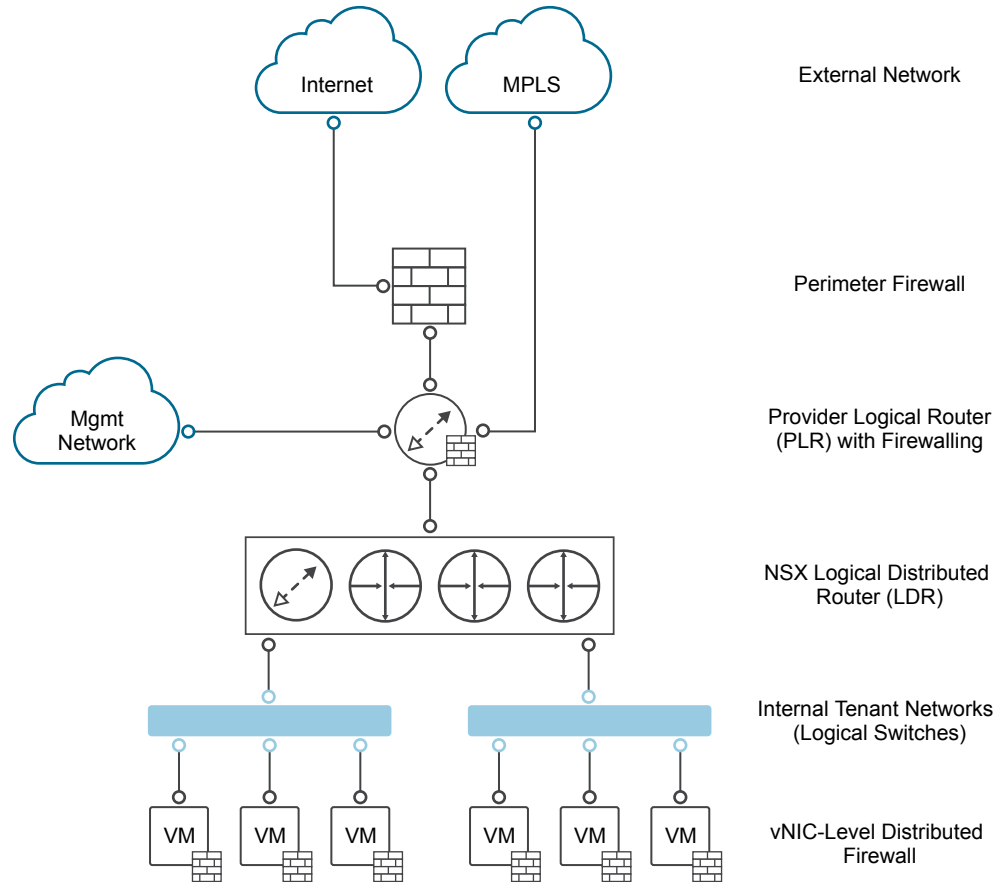 Internet
MPLS
External Network
Perimeter Firewall
Mgmt
Network
Provider Logical Router
(PLR) with Firewalling
NSX Logical Distributed
Router (LDR)
Internal Tenant Networks
(Logical Switches)
VM
VM
VM
VM
VM
VM
vNIC-Level Distributed
Firewall